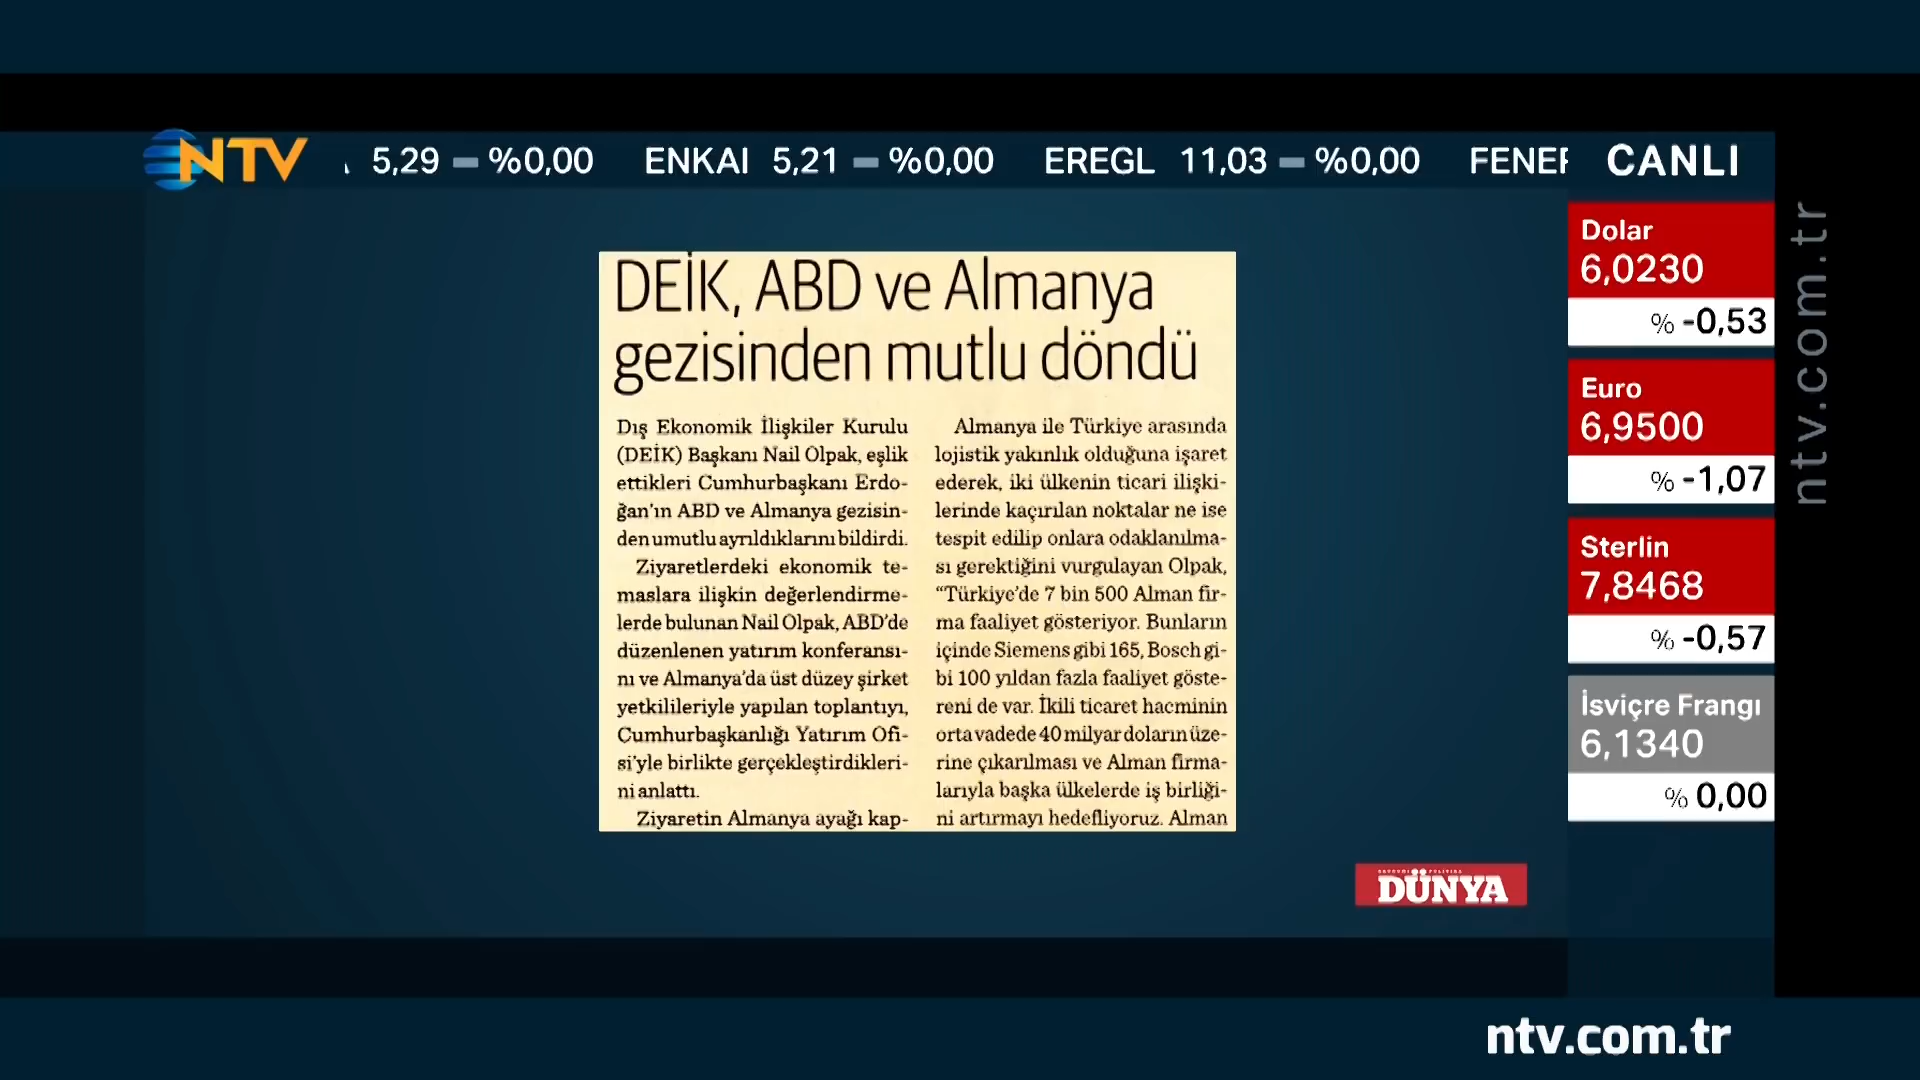 NTV
5,29 %0,00 ENKAI 5,21 %0,00 EREGL 11,03 %0,00 FENER
CANLI
DEİK, ABD ve Almanya
gezisinden mutlu döndü
Dış Ekonomik İlişkiler Kurulu
(DEİK) Başkanı Nail Olpak, eşlik
ettikleri Cumhurbaşkanı Erdo-
ğan'ın ABD ve Almanya gezisin-
den umutlu ayrıldıklarını bildirdi.
Ziyaretlerdeki ekonomik te-
maslara ilişkin değerlendirme-
lerde bulunan Nail Olpak, ABD'de
düzenlenen yatırım konferansı-
nı ve Almanya'da üst düzey şirket
yetkilileriyle yapılan toplantıyı,
Cumhurbaşkanlığı Yatırım Ofi-
si'yle birlikte gerçekleştirdikleri-
ni anlattı.
Ziyaretin Almanya ayağı kap-
Almanya ile Türkiye arasında
lojistik yakınlık olduğuna işaret
ederek, iki ülkenin ticari ilişki-
lerinde kaçırılan noktalar ne ise
tespit edilip onlara odaklanılma-
sı gerektiğini vurgulayan Olpak,
“Türkiye'de 7 bin 500 Alman fir-
ma faaliyet gösteriyor. Bunların
içinde Siemens gibi 165, Bosch gi-
bi 100 yıldan fazla faaliyet göste-
reni de var. İkili ticaret hacminin
orta vadede 40 milyar doların üze-
rine çıkarılması ve Alman firma-
larıyla başka ülkelerde iş birliği-
ni artırmayı hedefliyoruz. Alman
Dolar
6,0230
% -0,53
Euro
6,9500
% -1,07
Sterlin
7,8468
% -0,57
İsviçre Frangı
6,1340
% 0,00
ntv.com.tr
DÜNYA
ntv.com.tr